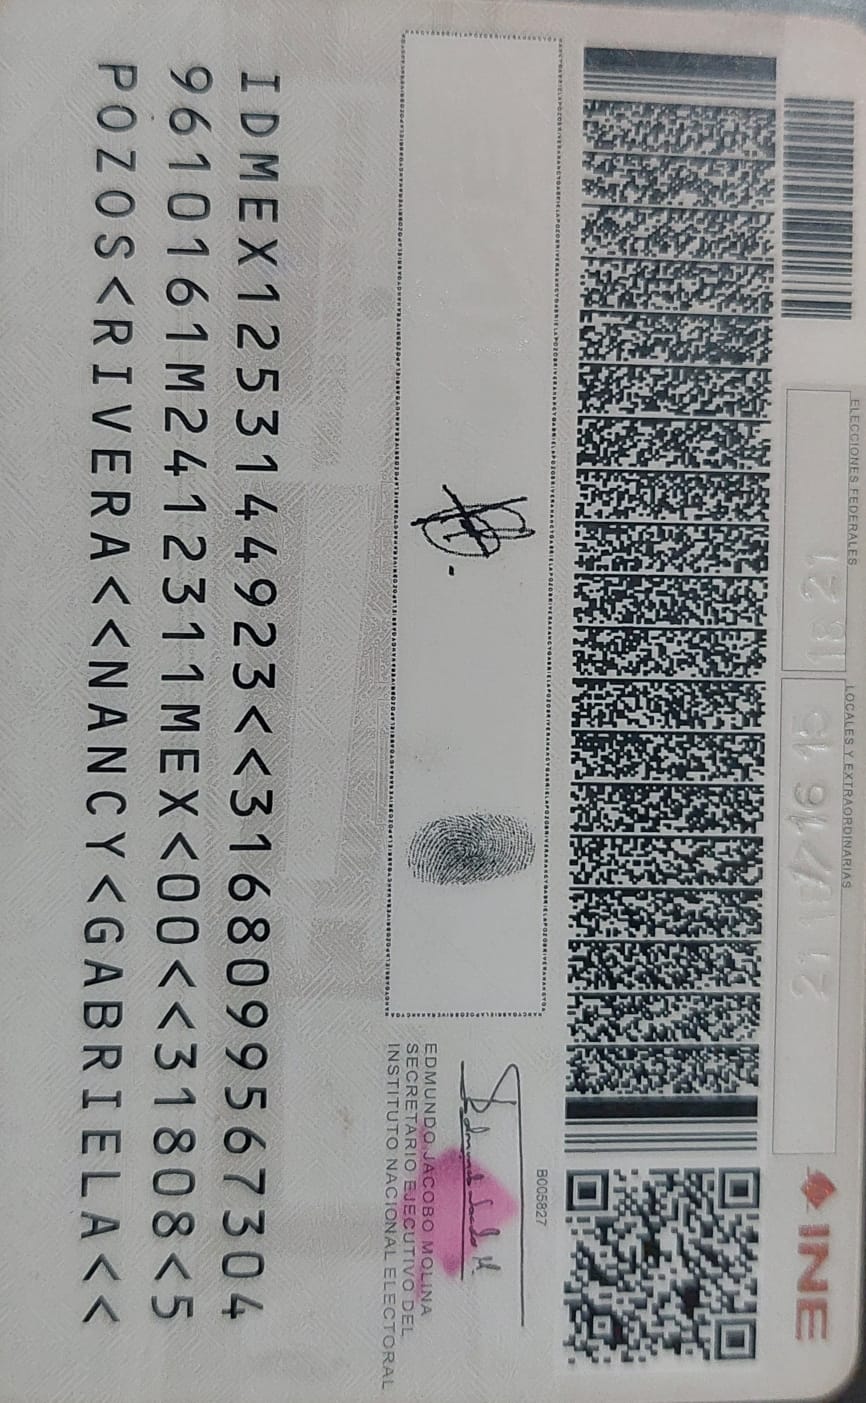 ELECCIONES FEDERALES
LOCALES Y EXTRAORDINARIAS
INE
B005827
EDMUNDO JACOBO MOLINA
SECRETARIO EJECUTIVO DEL
INSTITUTO NACIONAL ELECTORAL
IDMEX1253144923<<3168099567304
9610161M2412311MEX<00<<31808<5
POZOS<RIVERA<<NANCY<GABRIELA<<